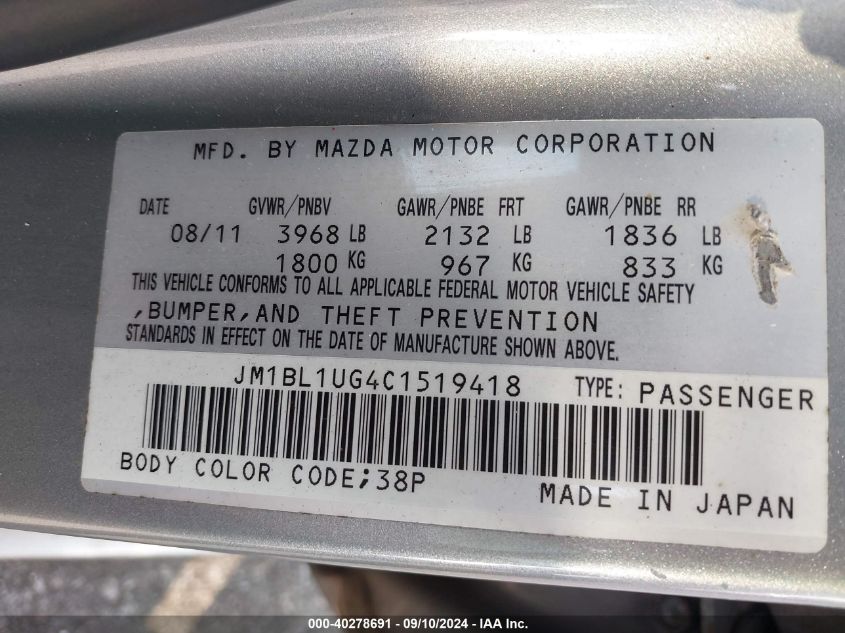 MFD. BY MAZDA MOTOR CORPORATION
DATE GVWR/PNBV GAWR/PNBE FRT GAWR/PNBE RR
08/11 3968 LB 2132 LB 1836 LB
1800 KG 967 KG 833 KG
THIS VEHICLE CONFORMS TO ALL APPLICABLE FEDERAL MOTOR VEHICLE SAFETY
,BUMPER,AND THEFT PREVENTION
STANDARDS IN EFFECT ON THE DATE OF MANUFACTURE SHOWN ABOVE.
JM1BL1UG4C1519418 TYPE: PASSENGER
BODY COLOR CODE;38P
MADE IN JAPAN
000-40278691 - 09/10/2024 - IAA Inc.